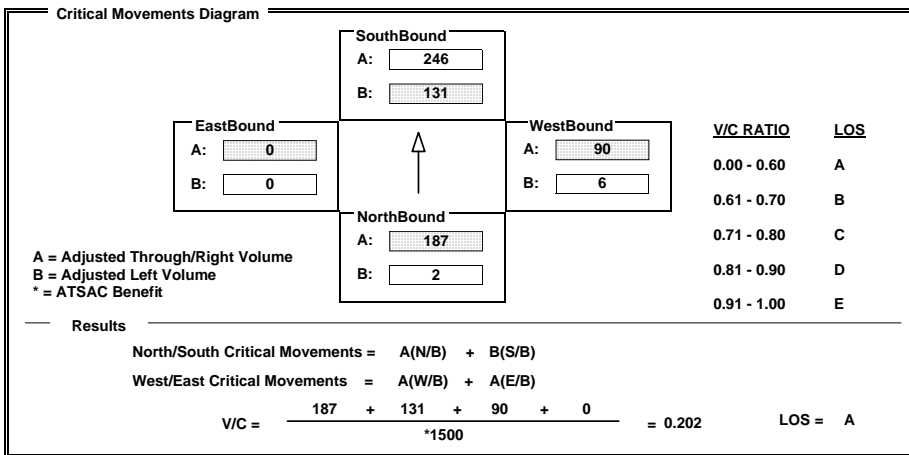 Critical Movements Diagram
SouthBound
A: 246
B: 131
EastBound
A: 0
B: 0
WestBound
A: 90
B: 6
NorthBound
A: 187
B: 2
V/C RATIO LOS
0.00 - 0.60 A
0.61 - 0.70 B
0.71 - 0.80 C
0.81 - 0.90 D
0.91 - 1.00 E
A = Adjusted Through/Right Volume
B = Adjusted Left Volume
* = ATSAC Benefit
Results
North/South Critical Movements = A(N/B) + B(S/B)
West/East Critical Movements = A(W/B) + A(E/B)
V/C = 187 + 131 + 90 + 0 = 0.202 LOS = A
*1500